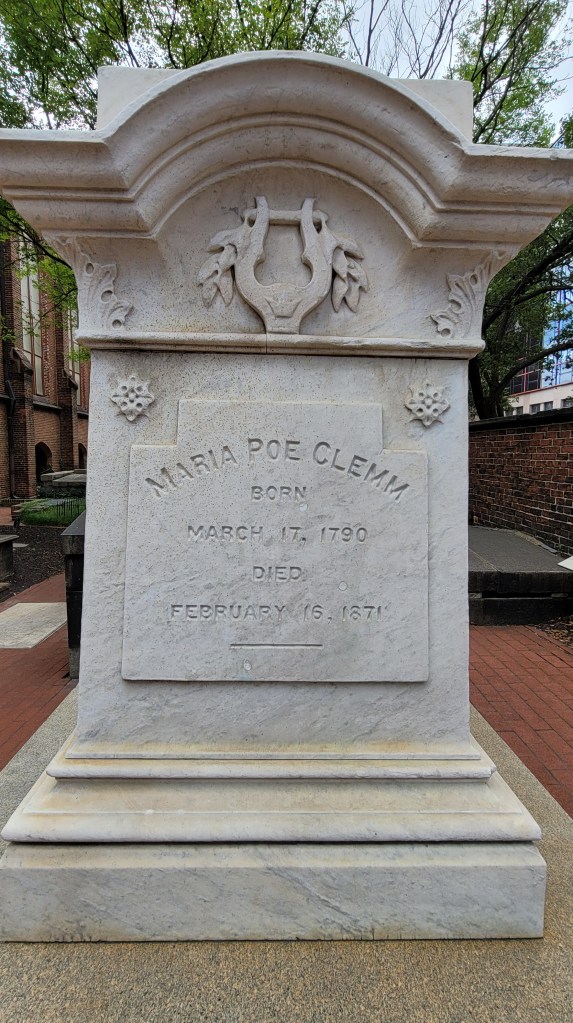 MARIA POE CLEMM
BORN
MARCH 17, 1790
DIED
FEBRUARY 16, 1871